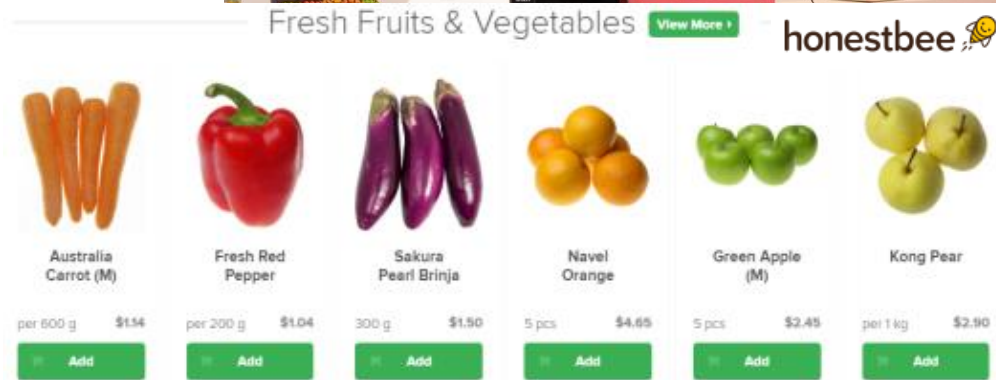 Fresh Fruits & Vegetables View More ›
honestbee
Australia
Carrot (M)
per 600 g $1.14
Add
Fresh Red
Pepper
per 200 g $1.04
Add
Sakura
Pearl Brinja
300 g $1.50
Add
Navel
Orange
5 pcs $4.65
Add
Green Apple
(M)
5 pcs $2.45
Add
Kong Pear
per 1 kg $2.90
Add